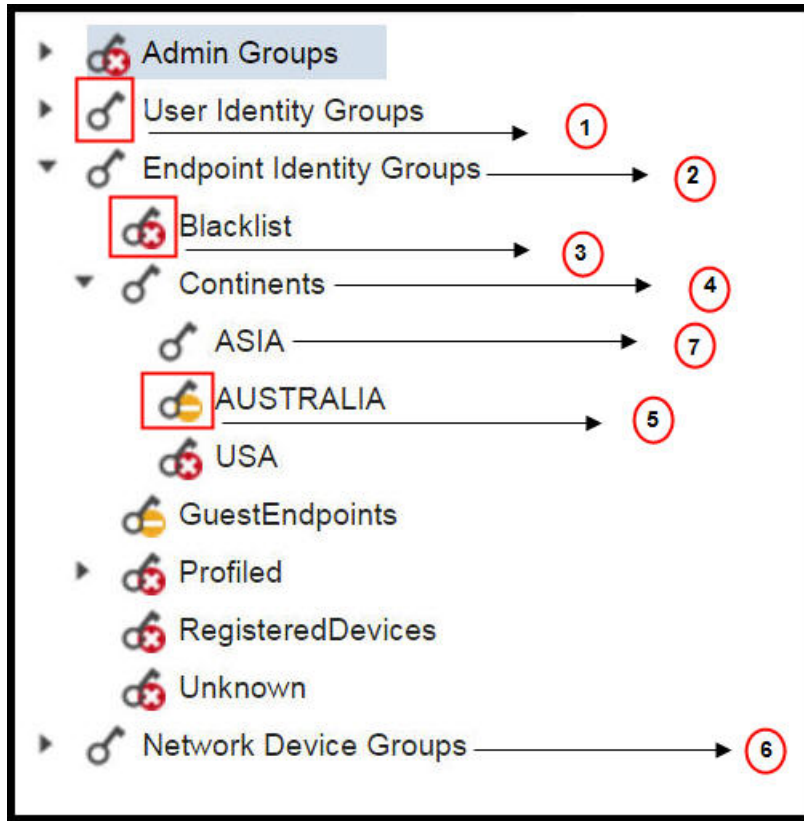 Admin Groups
User Identity Groups 1
Endpoint Identity Groups 2
Blacklist 3
Continents 4
ASIA 7
AUSTRALIA 5
USA
GuestEndpoints
Profiled
RegisteredDevices
Unknown
Network Device Groups 6